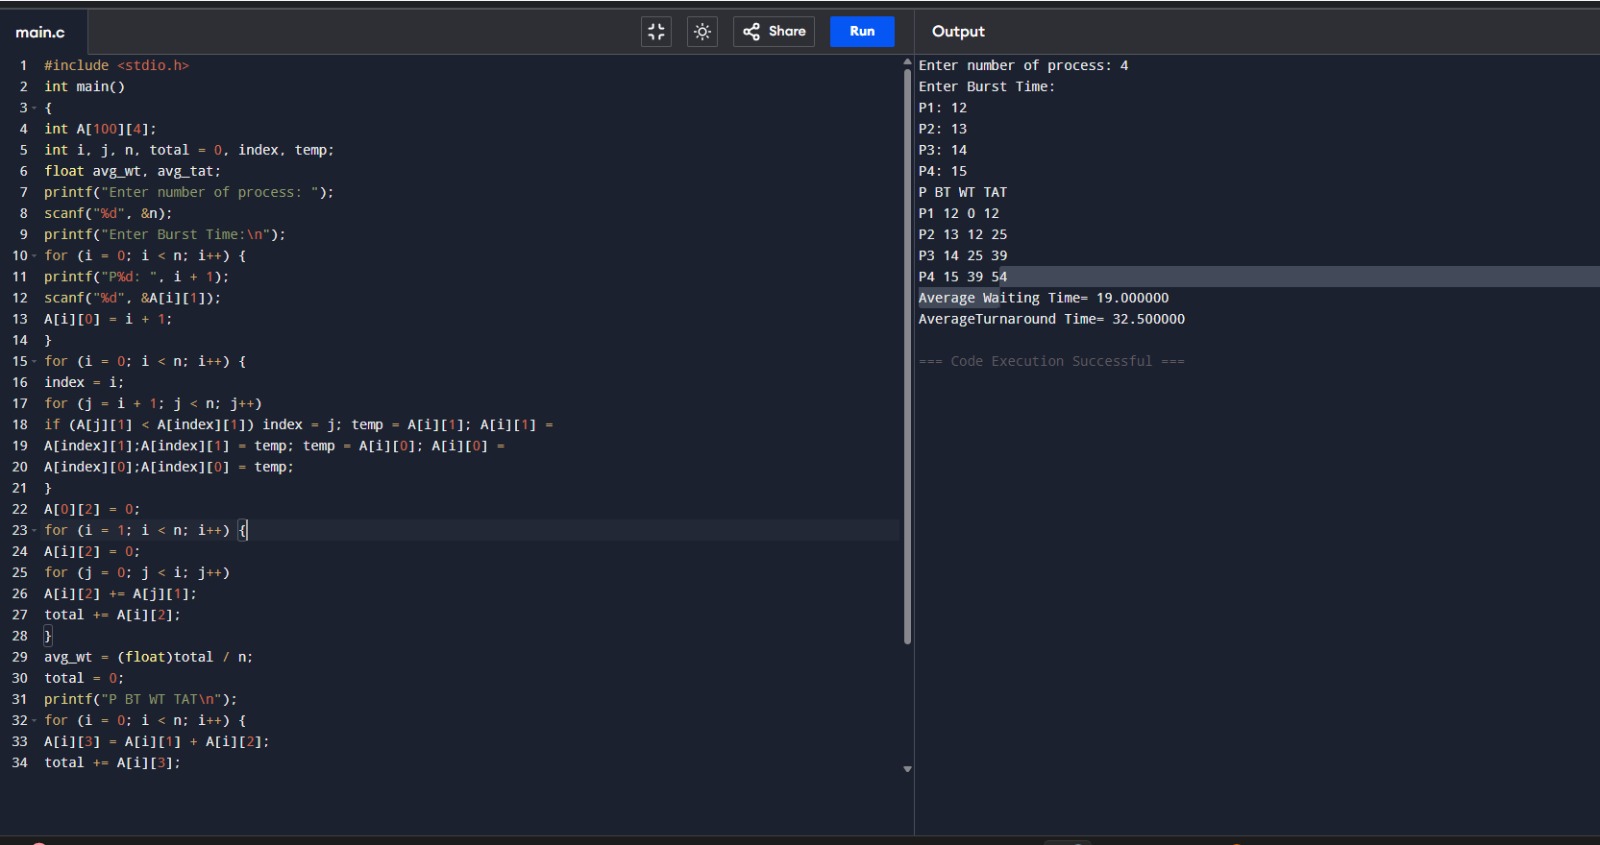 main.c
Share
Run
Output
1 #include <stdio.h>
2 int main()
3 {
4 int A[100][4];
5 int i, j, n, total = 0, index, temp;
6 float avg_wt, avg_tat;
7 printf("Enter number of process: ");
8 scanf("%d", &n);
9 printf("Enter Burst Time:\n");
10 for (i = 0; i < n; i++) {
11 printf("P%d: ", i + 1);
12 scanf("%d", &A[i][1]);
13 A[i][0] = i + 1;
14 }
15 for (i = 0; i < n; i++) {
16 index = i;
17 for (j = i + 1; j < n; j++)
18 if (A[j][1] < A[index][1]) index = j; temp = A[i][1]; A[i][1] =
19 A[index][1];A[index][1] = temp; temp = A[i][0]; A[i][0] =
20 A[index][0];A[index][0] = temp;
21 }
22 A[0][2] = 0;
23 for (i = 1; i < n; i++) {
24 A[i][2] = 0;
25 for (j = 0; j < i; j++)
26 A[i][2] += A[j][1];
27 total += A[i][2];
28 }
29 avg_wt = (float)total / n;
30 total = 0;
31 printf("P BT WT TAT\n");
32 for (i = 0; i < n; i++) {
33 A[i][3] = A[i][1] + A[i][2];
34 total += A[i][3];
Enter number of process: 4
Enter Burst Time:
P1: 12
P2: 13
P3: 14
P4: 15
P BT WT TAT
P1 12 0 12
P2 13 12 25
P3 14 25 39
P4 15 39 54
Average Waiting Time= 19.000000
AverageTurnaround Time= 32.500000
=== Code Execution Successful ===